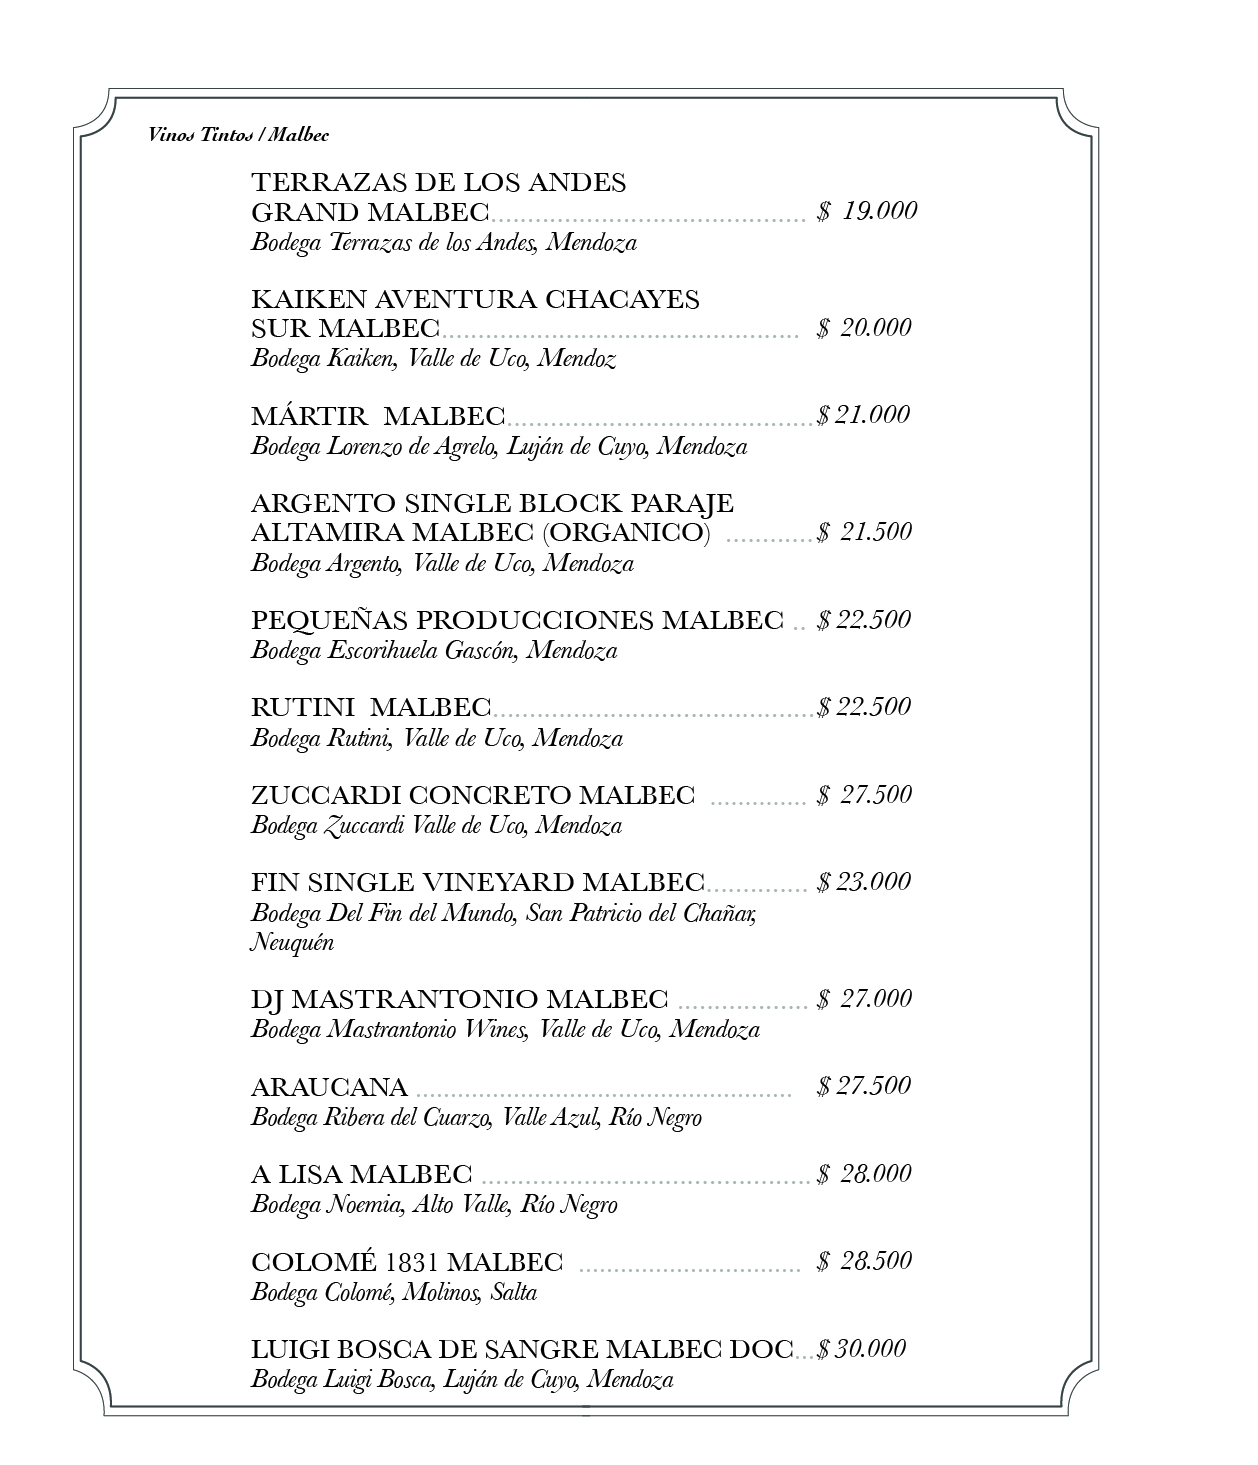 Vinos Tintos / Malbec
TERRAZAS DE LOS ANDES
GRAND MALBEC........................................... $ 19.000
Bodega Terrazas de los Andes, Mendoza
KAIKEN AVENTURA CHACAYES
SUR MALBEC................................................. $ 20.000
Bodega Kaiken, Valle de Uco, Mendoz
MÁRTIR MALBEC..........................................$ 21.000
Bodega Lorenzo de Agrelo, Luján de Cuyo, Mendoza
ARGENTO SINGLE BLOCK PARAJE
ALTAMIRA MALBEC (ORGANICO) ............$ 21.500
Bodega Argento, Valle de Uco, Mendoza
PEQUEÑAS PRODUCCIONES MALBEC .. $ 22.500
Bodega Escorihuela Gascón, Mendoza
RUTINI MALBEC............................................$ 22.500
Bodega Rutini, Valle de Uco, Mendoza
ZUCCARDI CONCRETO MALBEC ............. $ 27.500
Bodega Zuccardi Valle de Uco, Mendoza
FIN SINGLE VINEYARD MALBEC.............. $ 23.000
Bodega Del Fin del Mundo, San Patricio del Chañar,
Neuquén
DJ MASTRANTONIO MALBEC .................. $ 27.000
Bodega Mastrantonio Wines, Valle de Uco, Mendoza
ARAUCANA .................................................... $ 27.500
Bodega Ribera del Cuarzo, Valle Azul, Río Negro
A LISA MALBEC .............................................$ 28.000
Bodega Noemia, Alto Valle, Río Negro
COLOMÉ 1831 MALBEC ............................... $ 28.500
Bodega Colomé, Molinos, Salta
LUIGI BOSCA DE SANGRE MALBEC DOC...$ 30.000
Bodega Luigi Bosca, Luján de Cuyo, Mendoza